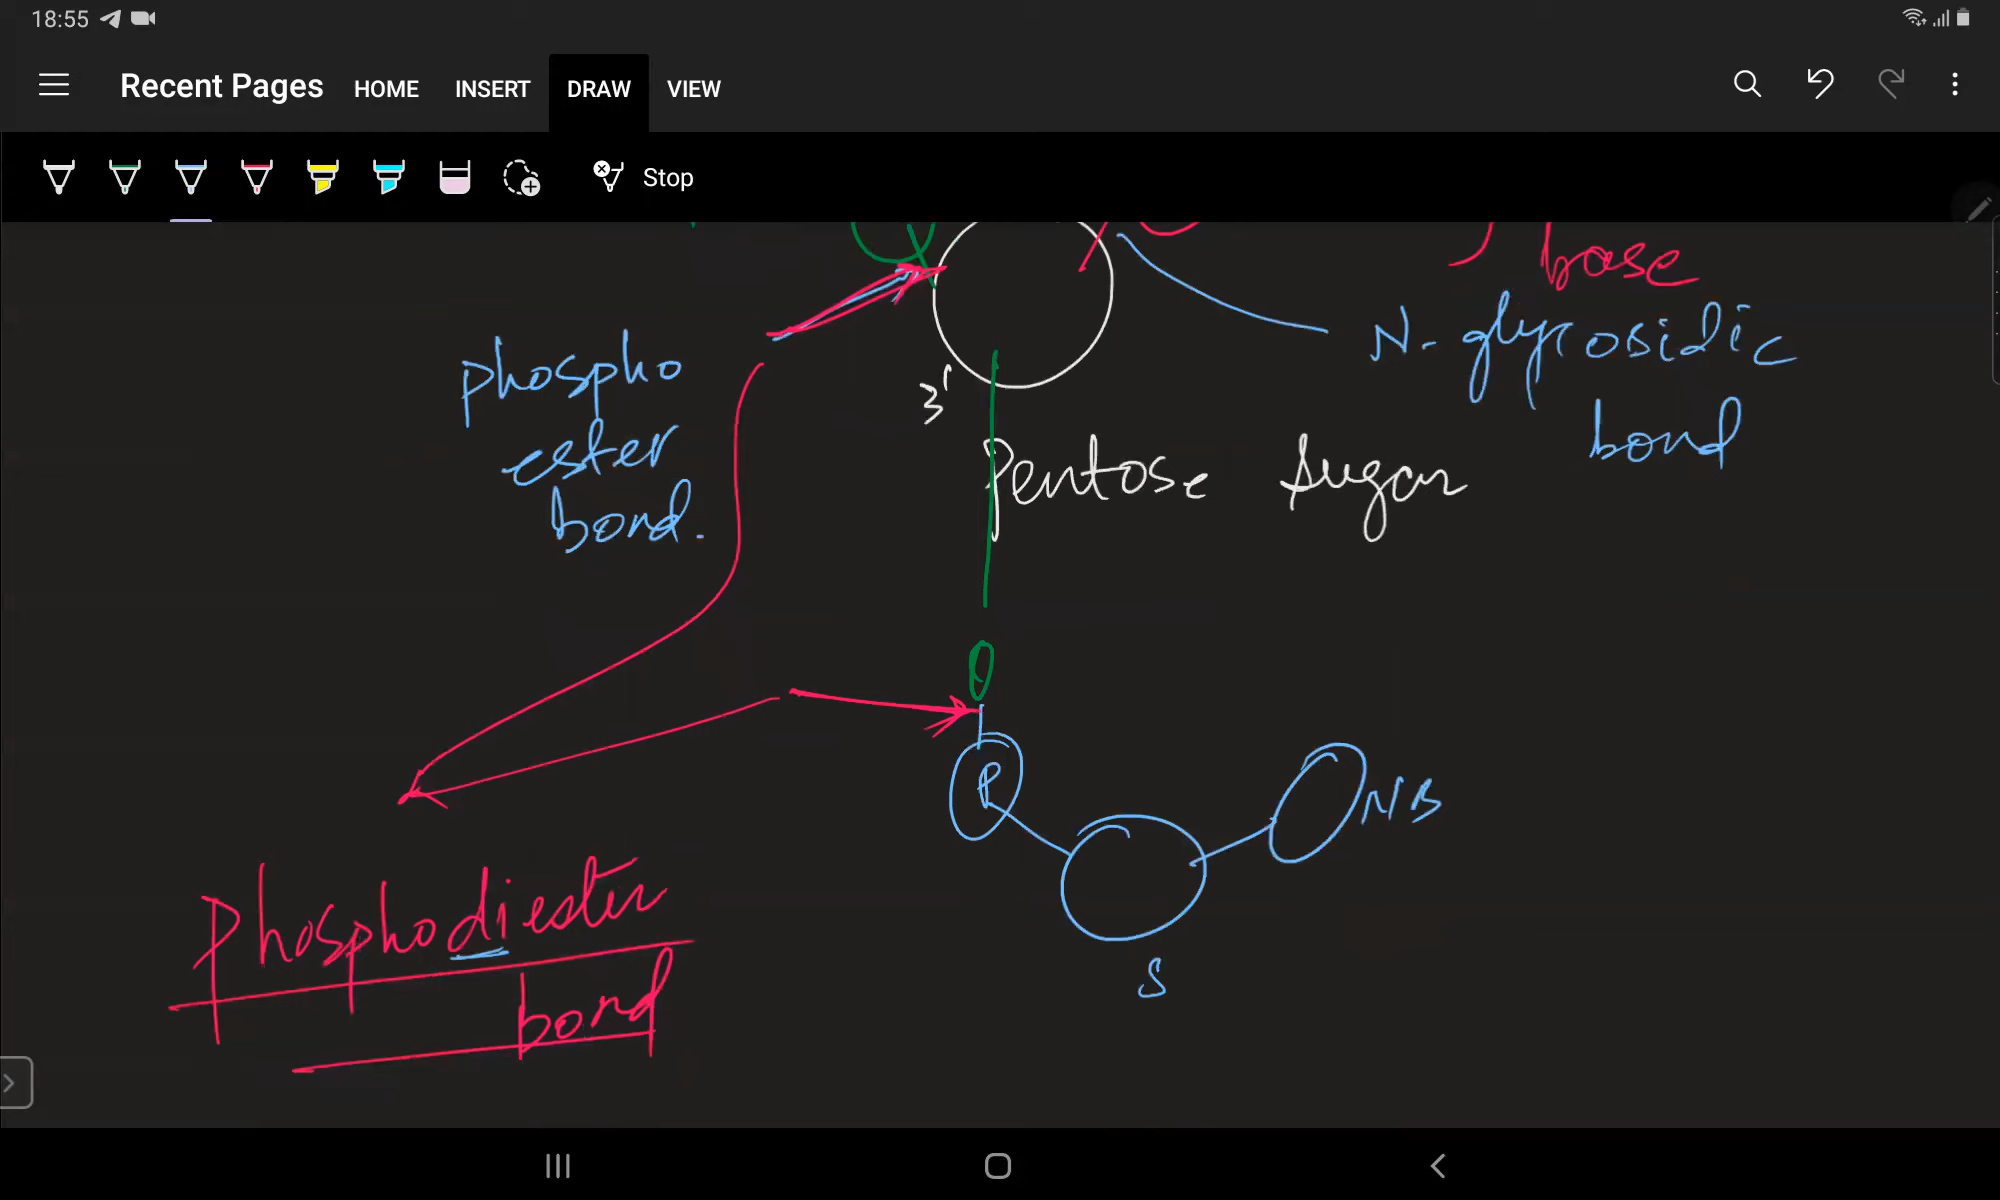 18:55
Recent Pages HOME INSERT DRAW VIEW
Stop
base
N-glycosidic
bond
phospho
ester
bond.
3'
Pentose Sugar
O
P
NB
S
Phosphodiester
bond